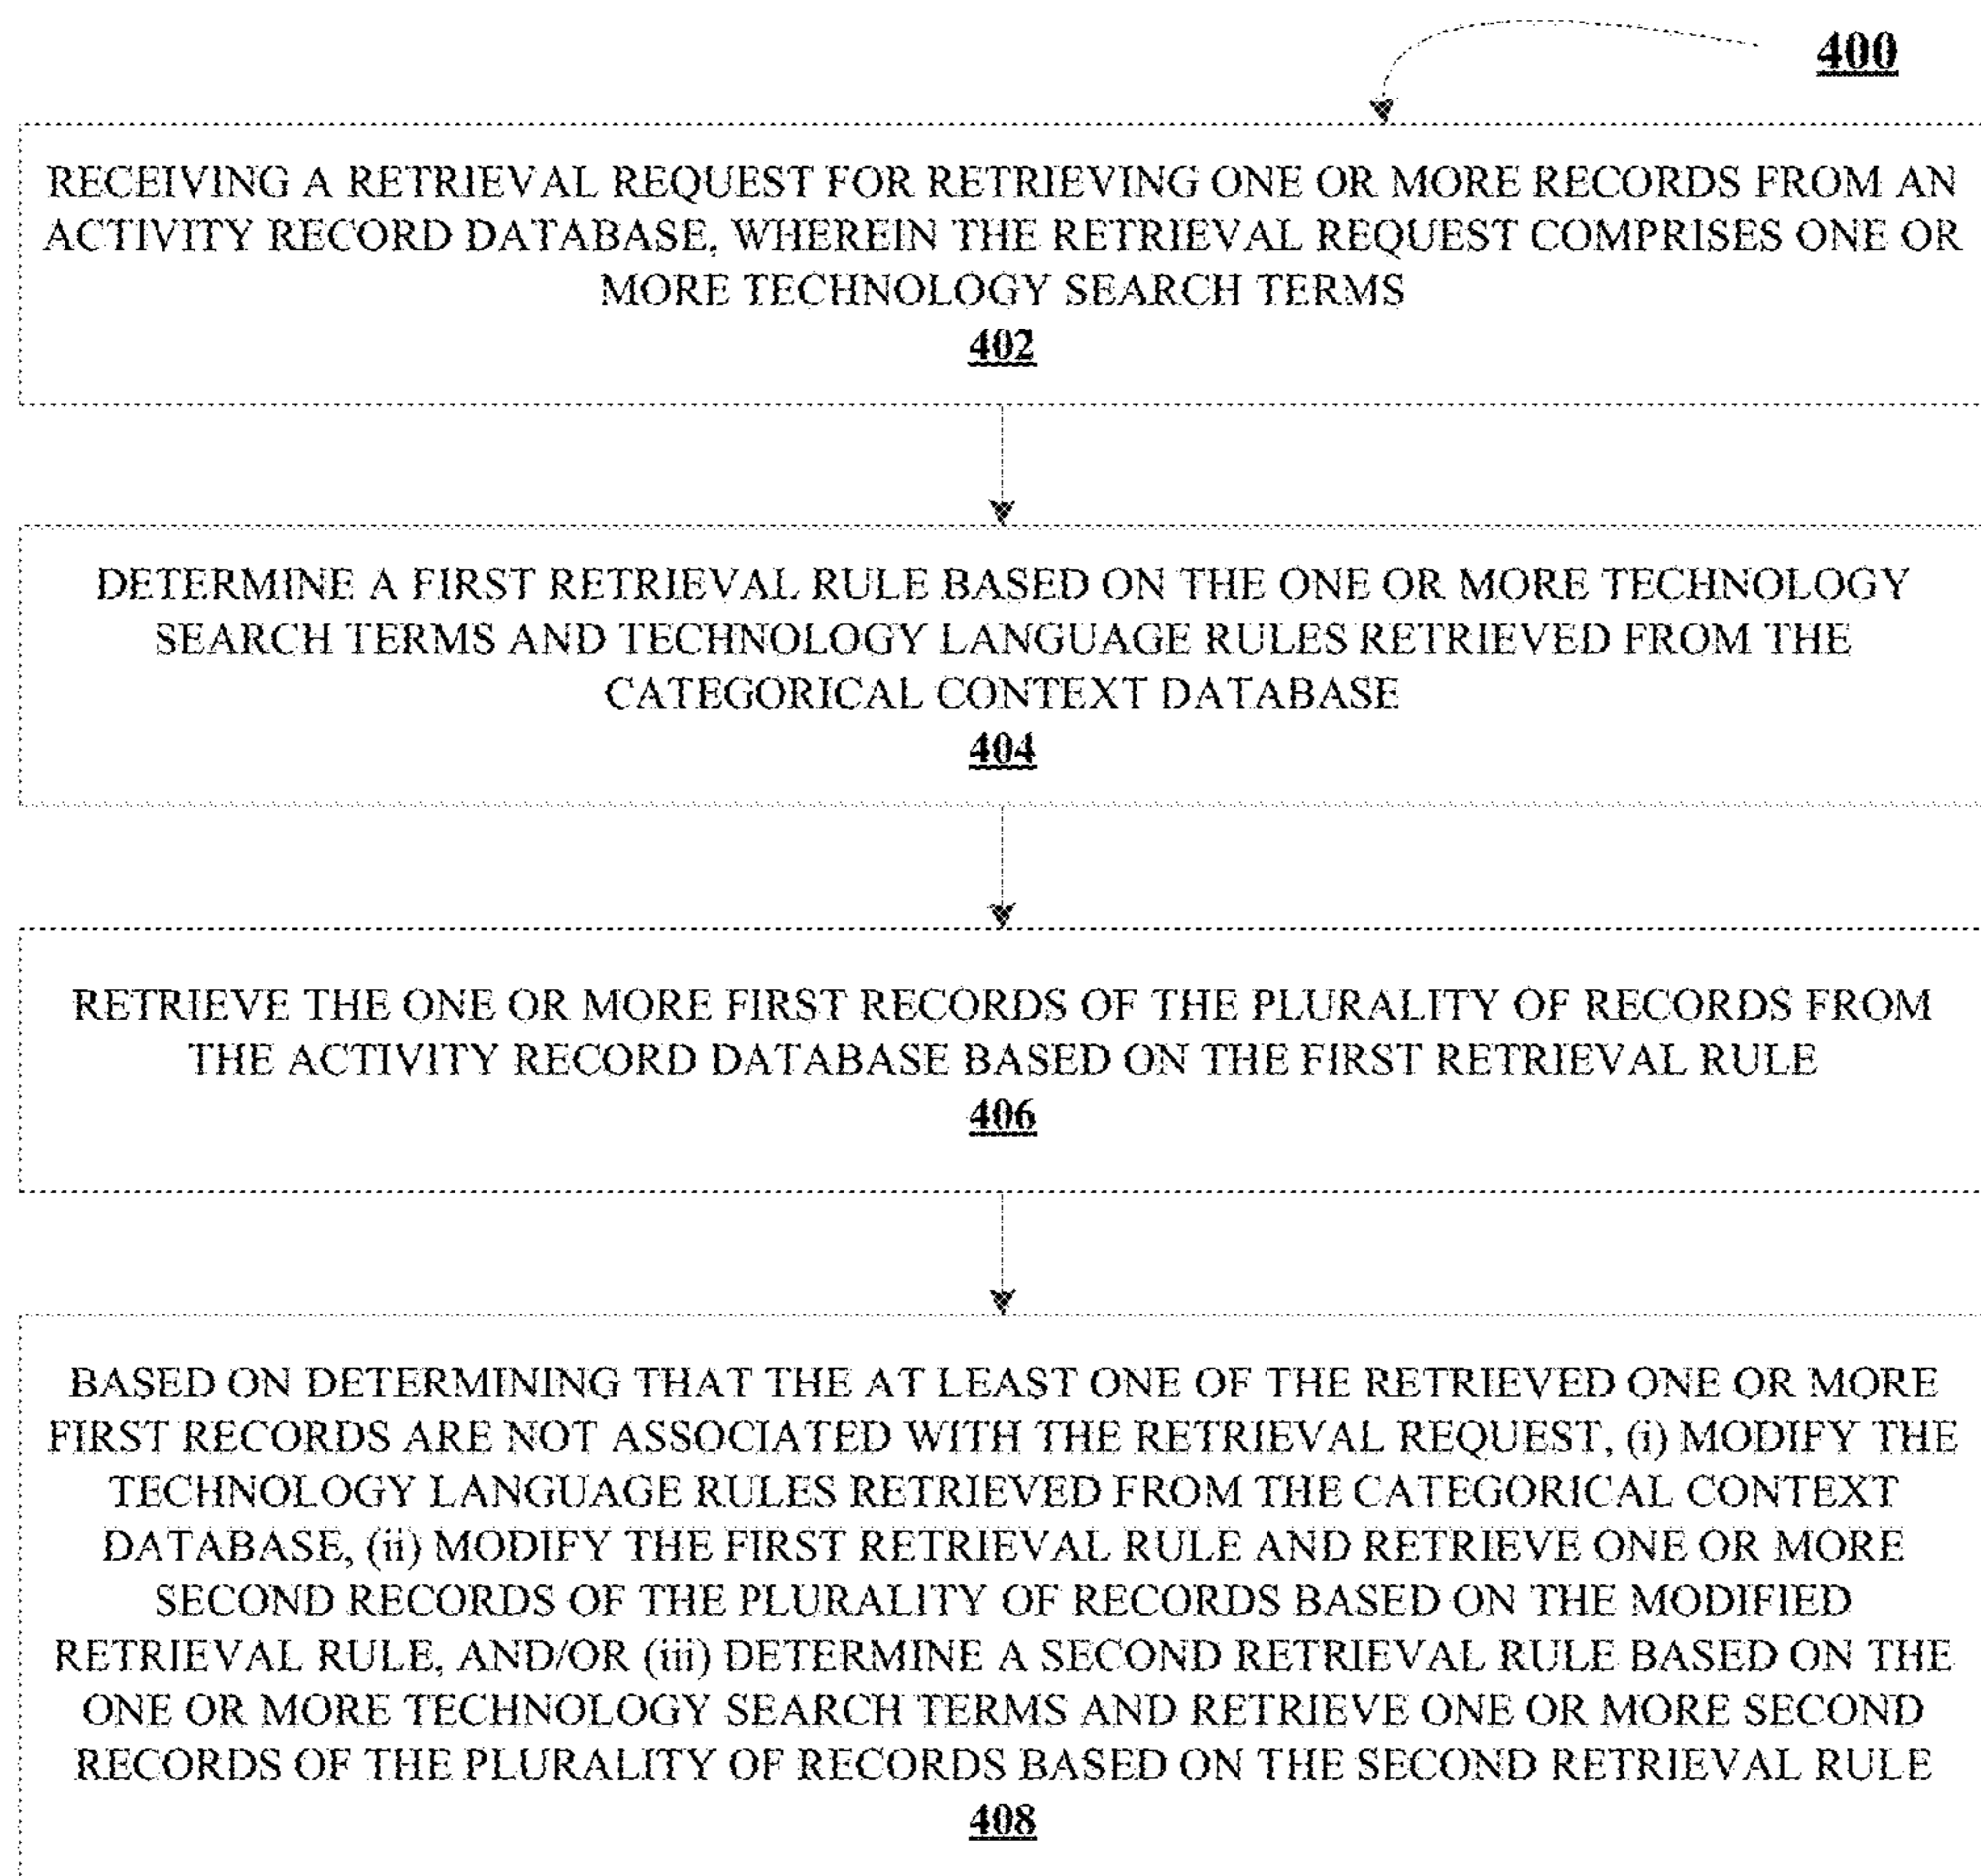 400
RECEIVING A RETRIEVAL REQUEST FOR RETRIEVING ONE OR MORE RECORDS FROM AN
ACTIVITY RECORD DATABASE, WHEREIN THE RETRIEVAL REQUEST COMPRISES ONE OR
MORE TECHNOLOGY SEARCH TERMS
402
DETERMINE A FIRST RETRIEVAL RULE BASED ON THE ONE OR MORE TECHNOLOGY
SEARCH TERMS AND TECHNOLOGY LANGUAGE RULES RETRIEVED FROM THE
CATEGORICAL CONTEXT DATABASE
404
RETRIEVE THE ONE OR MORE FIRST RECORDS OF THE PLURALITY OF RECORDS FROM
THE ACTIVITY RECORD DATABASE BASED ON THE FIRST RETRIEVAL RULE
406
BASED ON DETERMINING THAT THE AT LEAST ONE OF THE RETRIEVED ONE OR MORE
FIRST RECORDS ARE NOT ASSOCIATED WITH THE RETRIEVAL REQUEST, (i) MODIFY THE
TECHNOLOGY LANGUAGE RULES RETRIEVED FROM THE CATEGORICAL CONTEXT
DATABASE, (ii) MODIFY THE FIRST RETRIEVAL RULE AND RETRIEVE ONE OR MORE
SECOND RECORDS OF THE PLURALITY OF RECORDS BASED ON THE MODIFIED
RETRIEVAL RULE, AND/OR (iii) DETERMINE A SECOND RETRIEVAL RULE BASED ON THE
ONE OR MORE TECHNOLOGY SEARCH TERMS AND RETRIEVE ONE OR MORE SECOND
RECORDS OF THE PLURALITY OF RECORDS BASED ON THE SECOND RETRIEVAL RULE
408